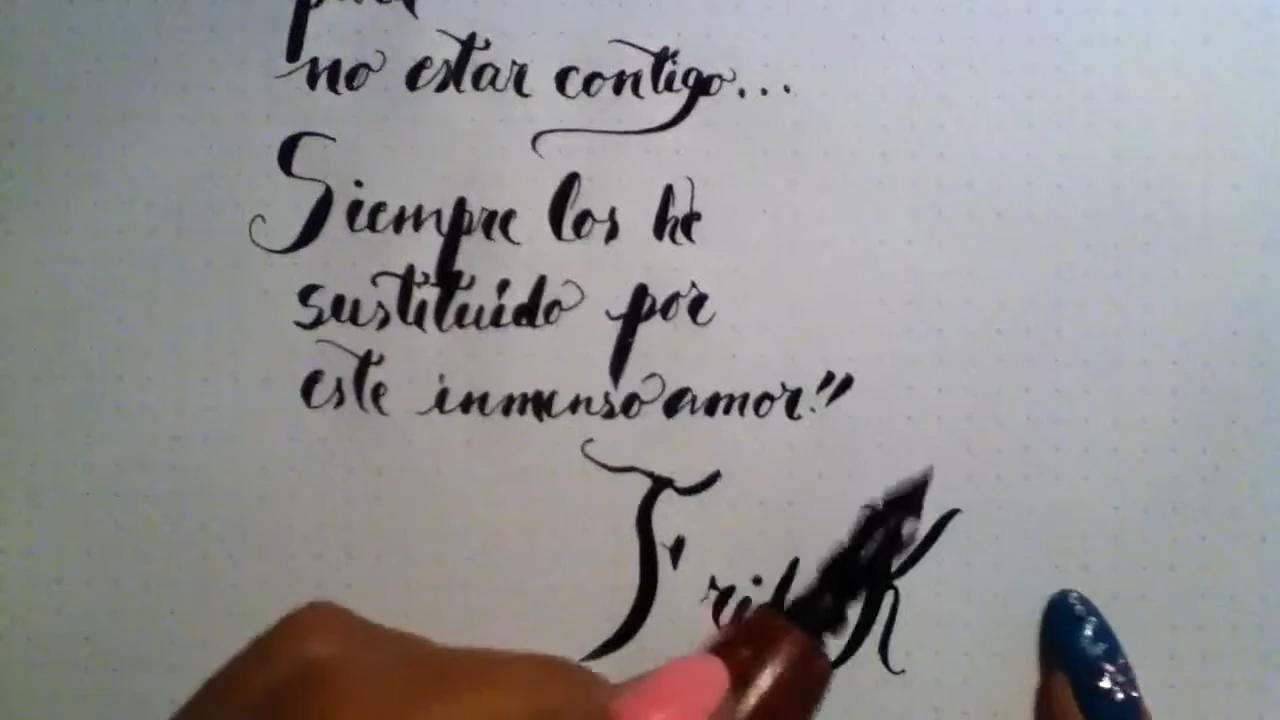 no estar contigo...
Siempre los he
sustituido por
este inmenso amor."
K